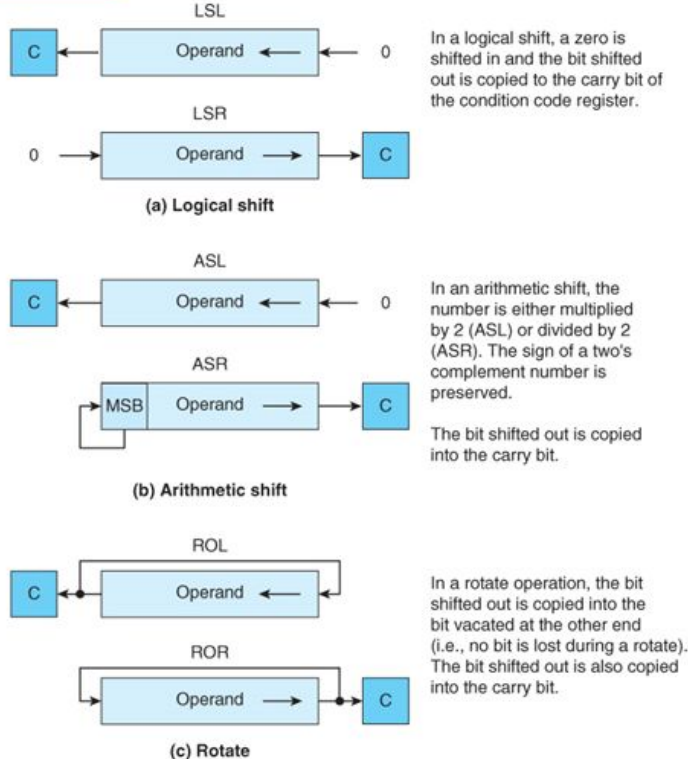 LSL
C Operand 0
In a logical shift, a zero is
shifted in and the bit shifted
out is copied to the carry bit of
the condition code register.
LSR
0 Operand C
(a) Logical shift
ASL
C Operand 0
In an arithmetic shift, the
number is either multiplied
by 2 (ASL) or divided by 2
(ASR). The sign of a two's
complement number is
preserved.
ASR
MSB Operand C
The bit shifted out is copied
into the carry bit.
(b) Arithmetic shift
ROL
C Operand
In a rotate operation, the bit
shifted out is copied into the
bit vacated at the other end
(i.e., no bit is lost during a rotate).
The bit shifted out is also copied
into the carry bit.
ROR
Operand C
(c) Rotate